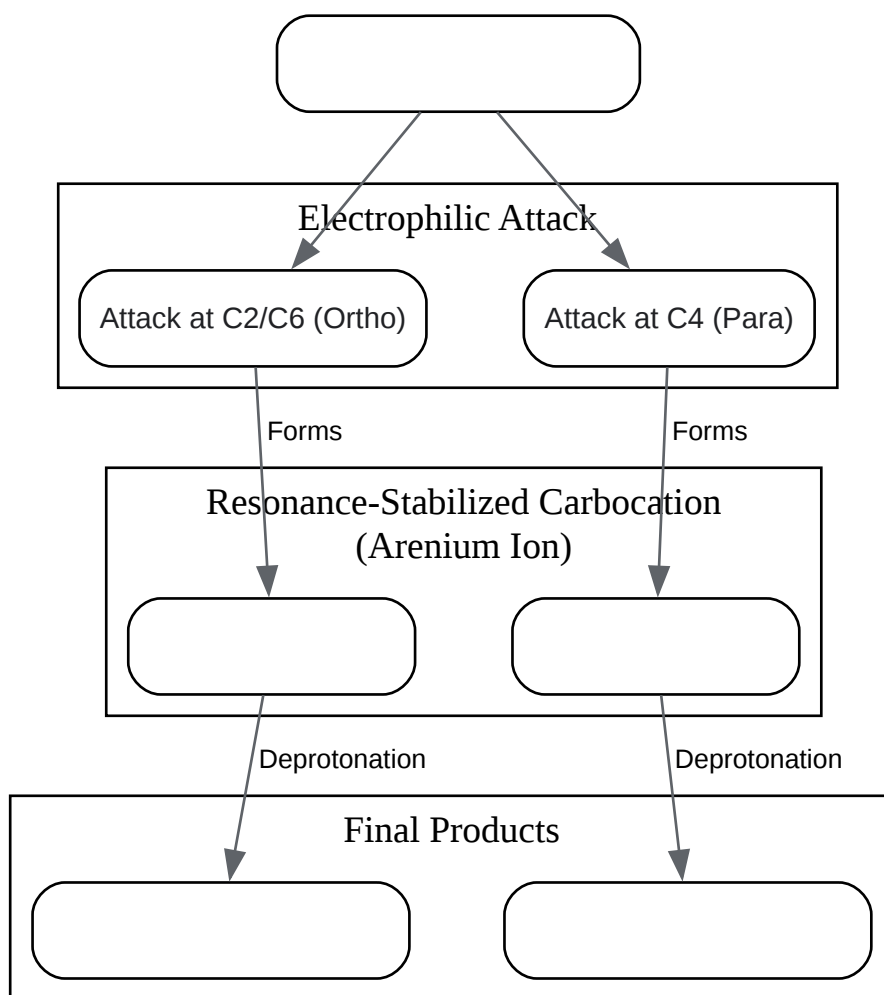 Electrophilic Attack
Attack at C2/C6 (Ortho)
Attack at C4 (Para)
Forms
Forms
Resonance-Stabilized Carbocation
(Arenium Ion)
Deprotonation
Deprotonation
Final Products